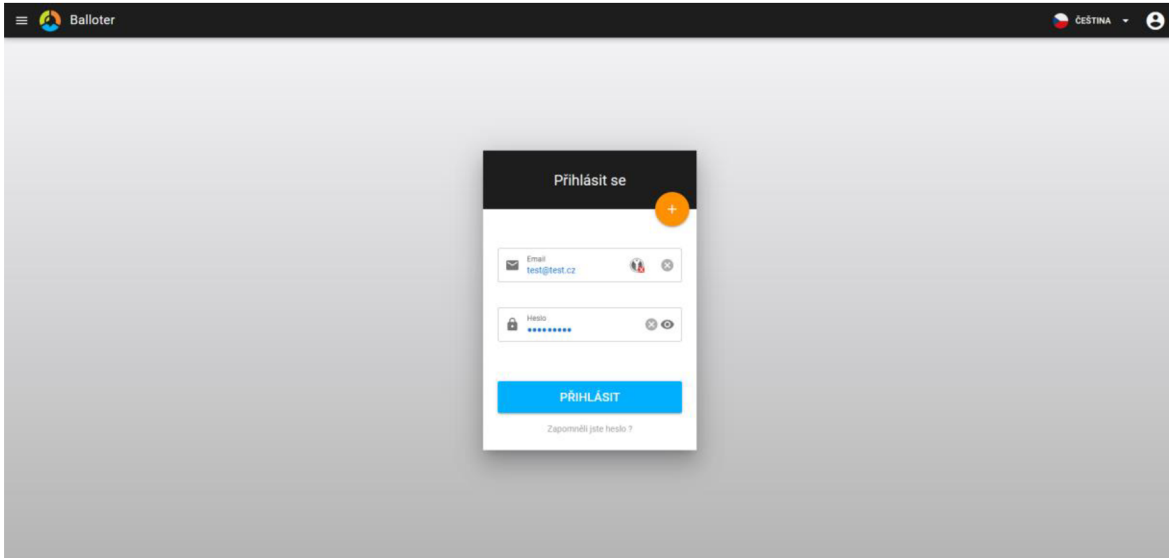 Balloter
ČEŠTINA
Přihlásit se
+
Email
test@test.cz
Heslo
•••••••••
PŘIHLÁSIT
Zapomněli jste heslo ?